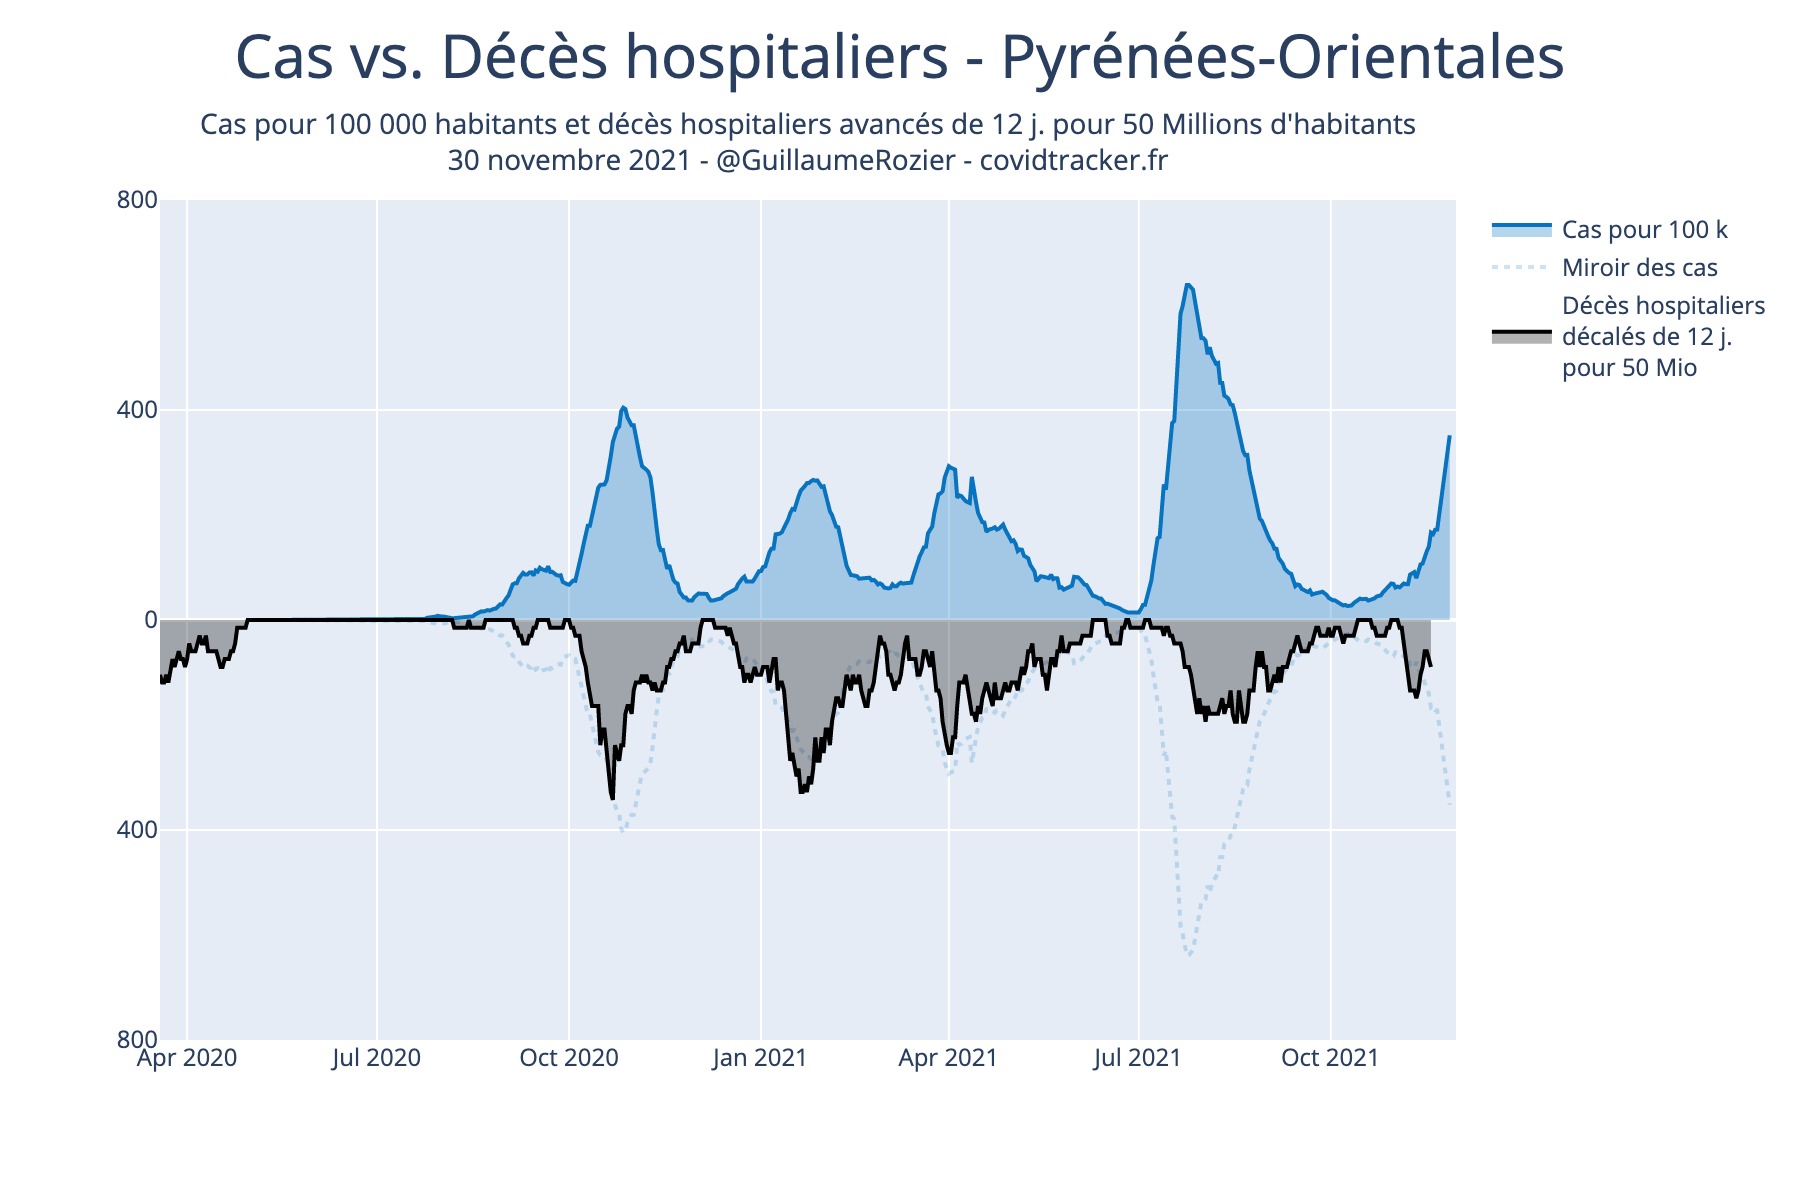 Cas vs. Décès hospitaliers - Pyrénées-Orientales
Cas pour 100 000 habitants et décès hospitaliers avancés de 12 j. pour 50 Millions d'habitants
30 novembre 2021 - @GuillaumeRozier - covidtracker.fr
800
400
0
400
800
Apr 2020
Jul 2020
Oct 2020
Jan 2021
Apr 2021
Jul 2021
Oct 2021
Cas pour 100 k
Miroir des cas
Décès hospitaliers
décalés de 12 j.
pour 50 Mio